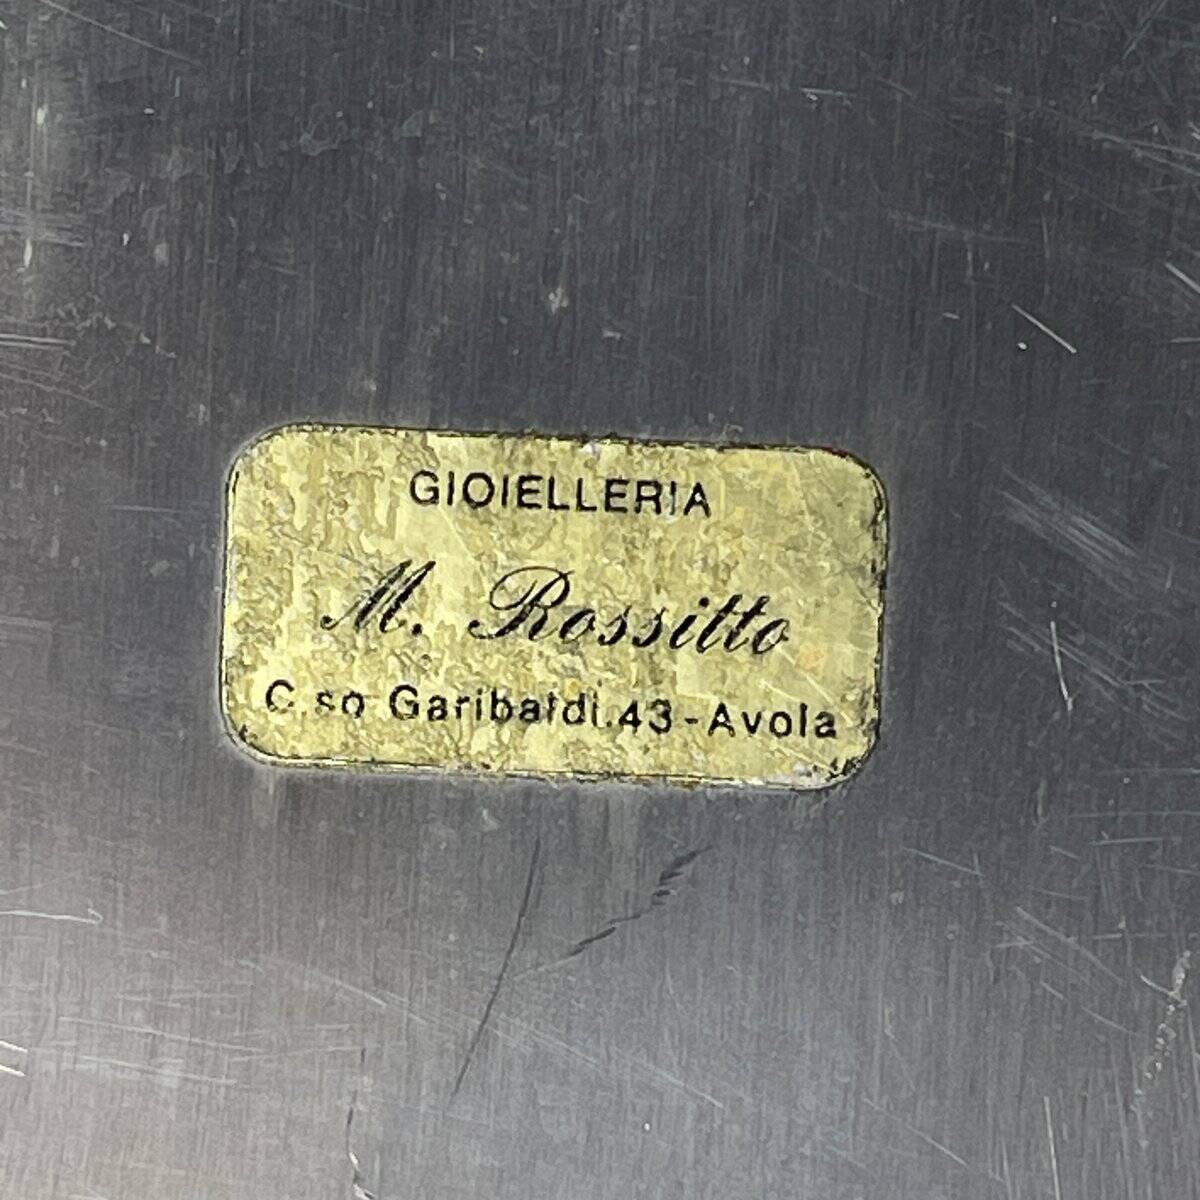 GIOIELLERIA
M. Rossitto
C.so Garibaldi.43-Avola